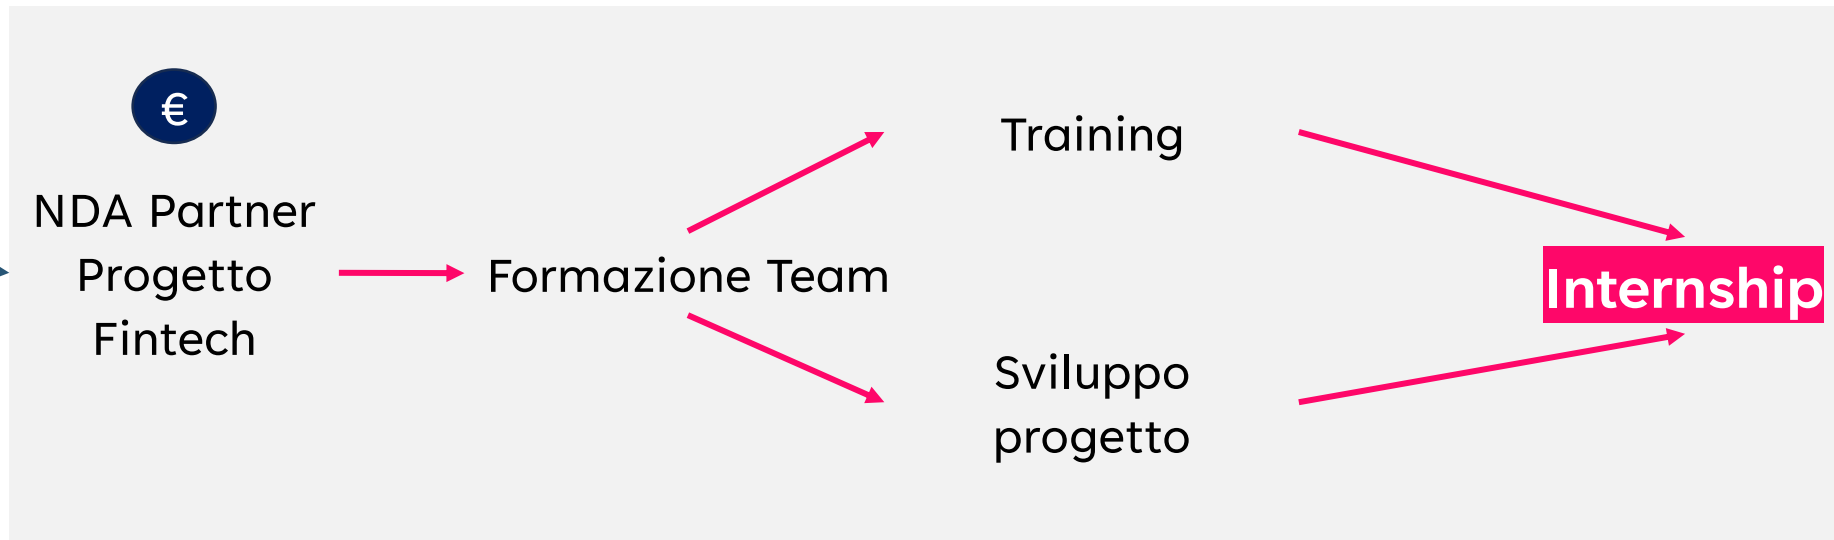 €
NDA Partner
Progetto
Fintech
Formazione Team
Training
Sviluppo
progetto
Internship